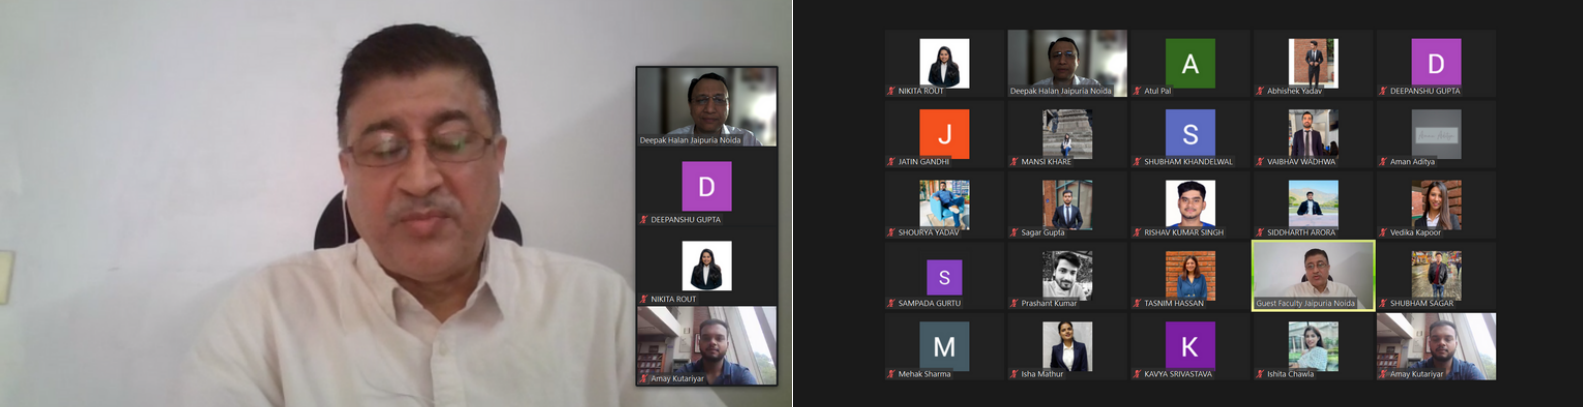 Deepak Halan Jaipuria Noida
D
DEEPANSHU GUPTA
NIKITA ROUT
Amay Kutariyar
NIKITA ROUT
Deepak Halan Jaipuria Noida
A
Atul Pal
Abhishek Yadav
D
DEEPANSHU GUPTA
J
JATIN GANDHI
MANSI KHARE
S
SHUBHAM KHANDELWAL
VAIBHAV WADHWA
Aman Aditya
SHOURYA YADAV
Sagar Gupta
RISHAV KUMAR SINGH
SIDDHARTH ARORA
Vedika Kapoor
S
SAMPADA GURTU
Prashant Kumar
TASNIM HASSAN
Guest Faculty Jaipuria Noida
SHUBHAM SAGAR
M
Mehak Sharma
Isha Mathur
K
KAVYA SRIVASTAVA
Ishita Chawla
Amay Kutariyar